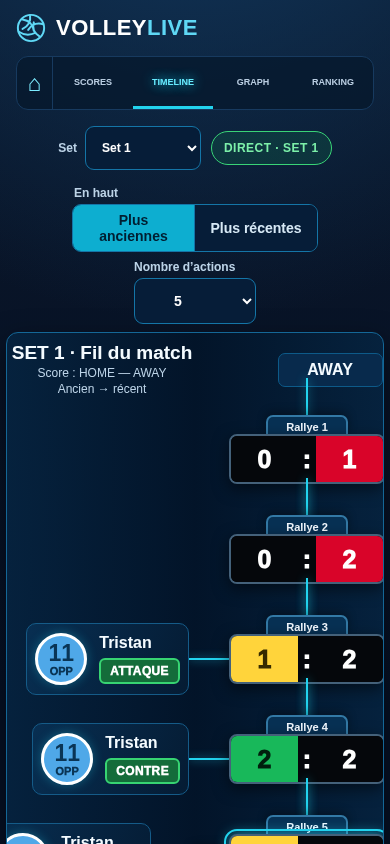 VOLLEYLIVE
SCORES TIMELINE GRAPH RANKING
Set Set 1 DIRECT · SET 1
En haut
Plus anciennes
Plus récentes
Nombre d’actions
5
SET 1 · Fil du match
Score : HOME — AWAY
Ancien → récent
AWAY
Rallye 1
0 : 1
Rallye 2
0 : 2
Rallye 3
11 OPP
Tristan
ATTAQUE
1 : 2
Rallye 4
11 OPP
Tristan
CONTRE
2 : 2
Rallye 5
Tristan